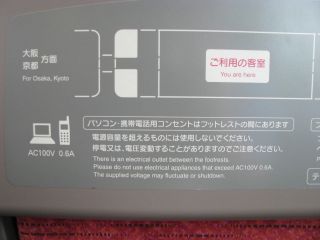 大阪
京都 方面
For Osaka, Kyoto
ご利用の客室
You are here
パソコン・携帯電話用コンセントはフットレストの間にあります
電源容量を超えるものには使用しないでください。
停電又は、電圧変動することがありますのでご注意ください。
There is an electrical outlet between the footrests.
Please do not use electrical appliances that exceed AC100V 0.6A.
The supplied voltage may fluctuate or shutdown.
AC100V 0.6A